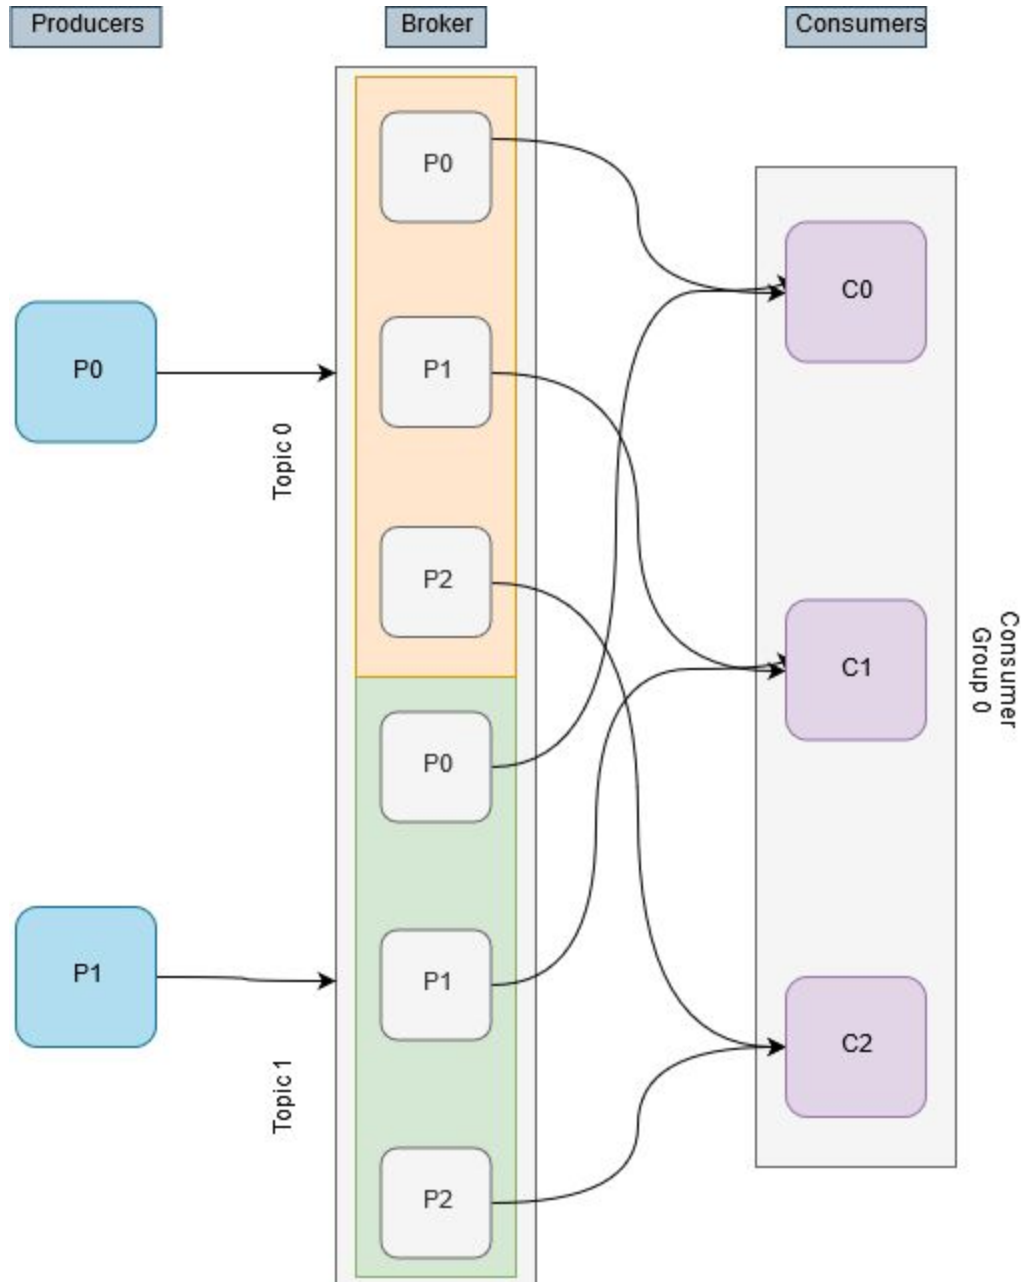 Producers
Broker
Consumers
P0
P1
Topic 0
Topic 1
P0
P1
P2
P0
P1
P2
C0
C1
C2
Consumer
Group 0